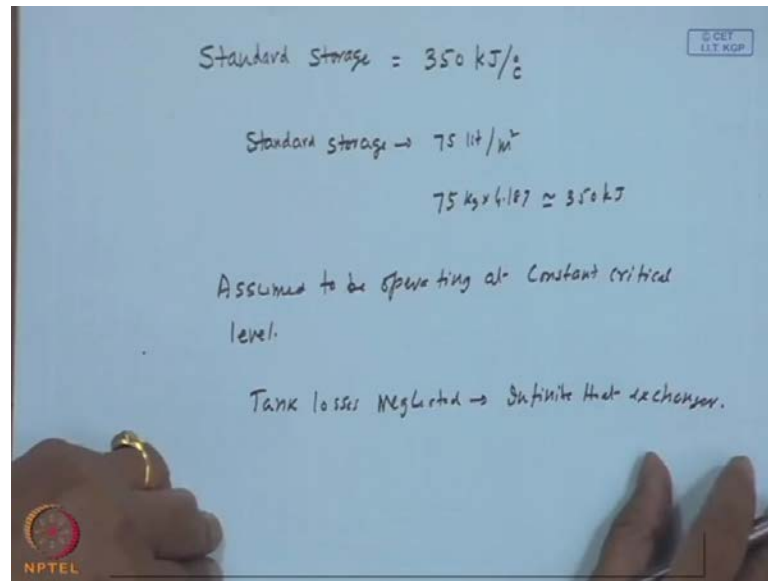 © CET
I.I.T. KGP
Standard Storage = 350 kJ/°C
Standard storage → 75 lit/m²
75 kg x 4.187 ≃ 350 kJ
Assumed to be operating at constant critical
level.
Tank losses neglected → Infinite Heat exchanger.
NPTEL